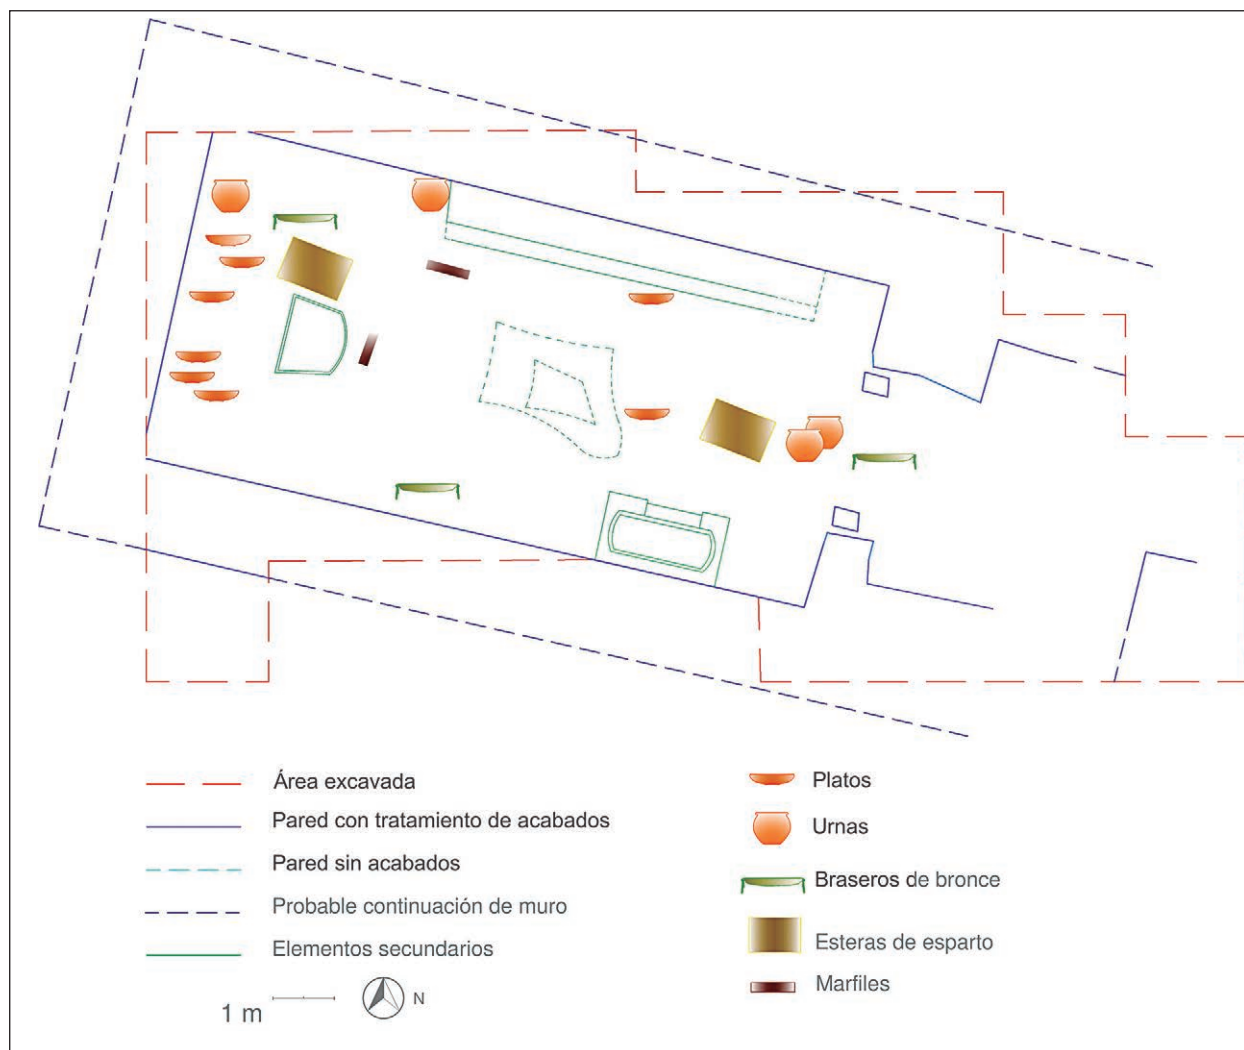 Área excavada
Pared con tratamiento de acabados
Pared sin acabados
Probable continuación de muro
Elementos secundarios
1 m
N
Platos
Urnas
Braseros de bronce
Esteras de esparto
Marfiles